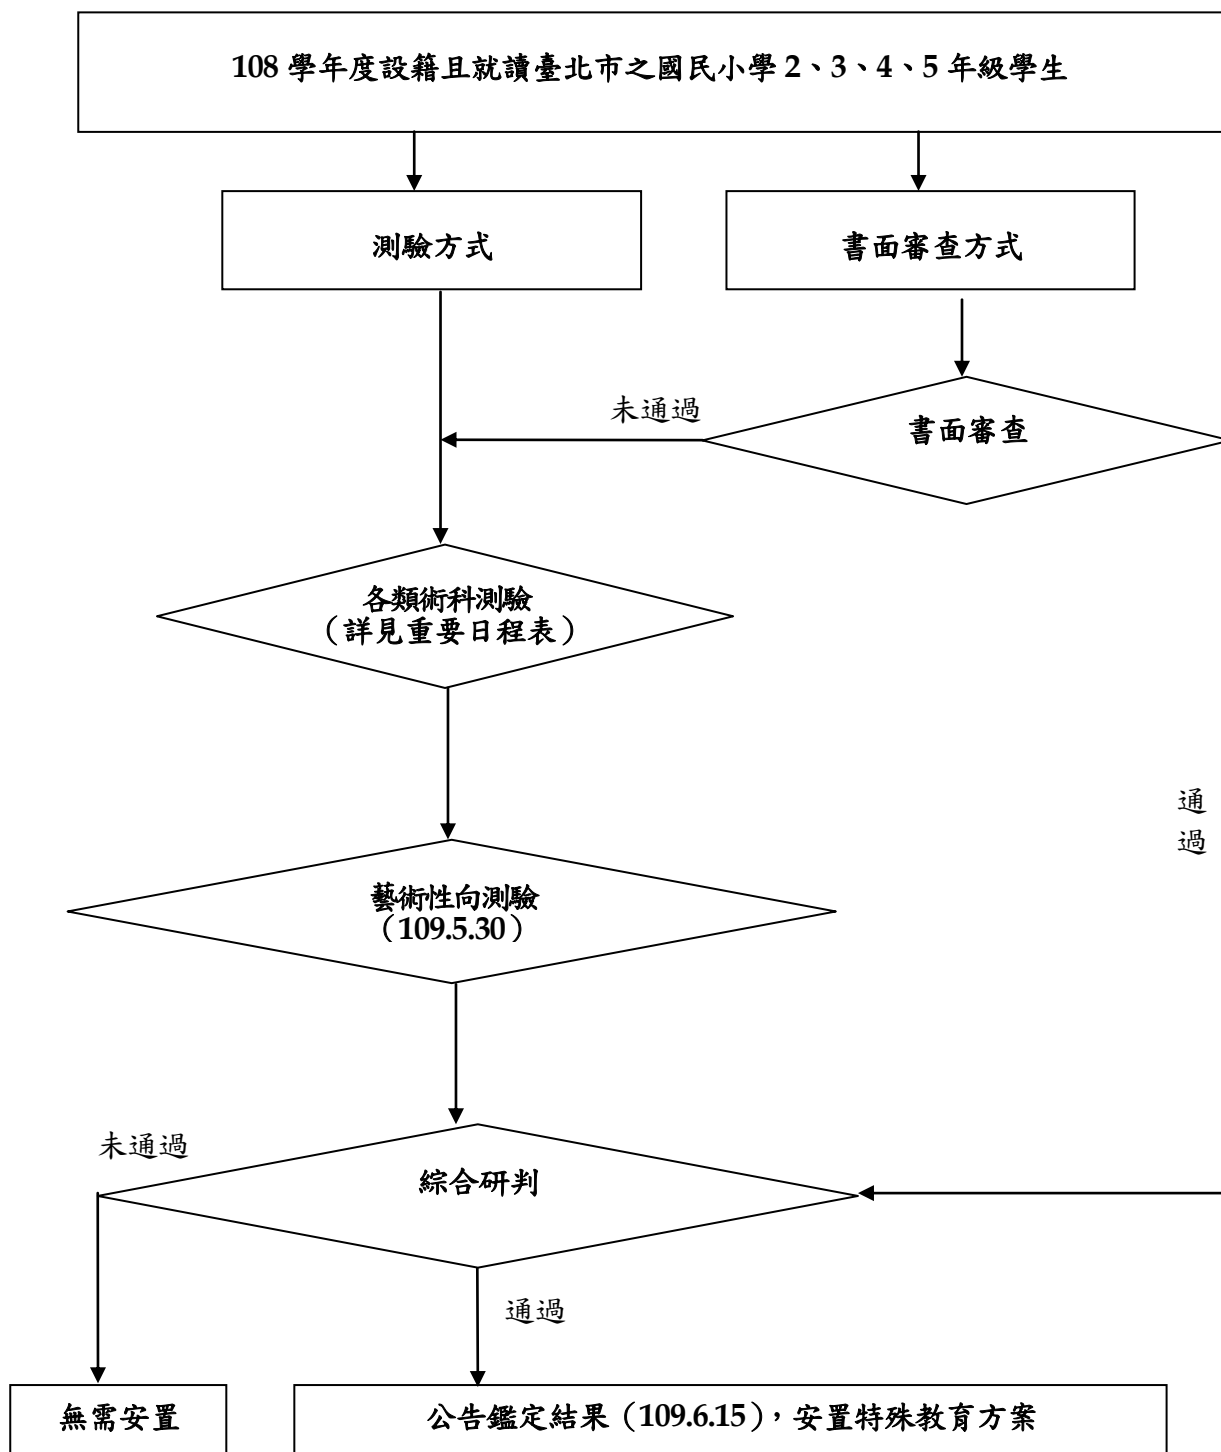 108 學年度設籍且就讀臺北市之國民小學 2、3、4、5 年級學生
測驗方式
書面審查方式
未通過
書面審查
各類術科測驗
（詳見重要日程表）
通
過
藝術性向測驗
（109.5.30）
未通過
綜合研判
通過
無需安置
公告鑑定結果（109.6.15），安置特殊教育方案